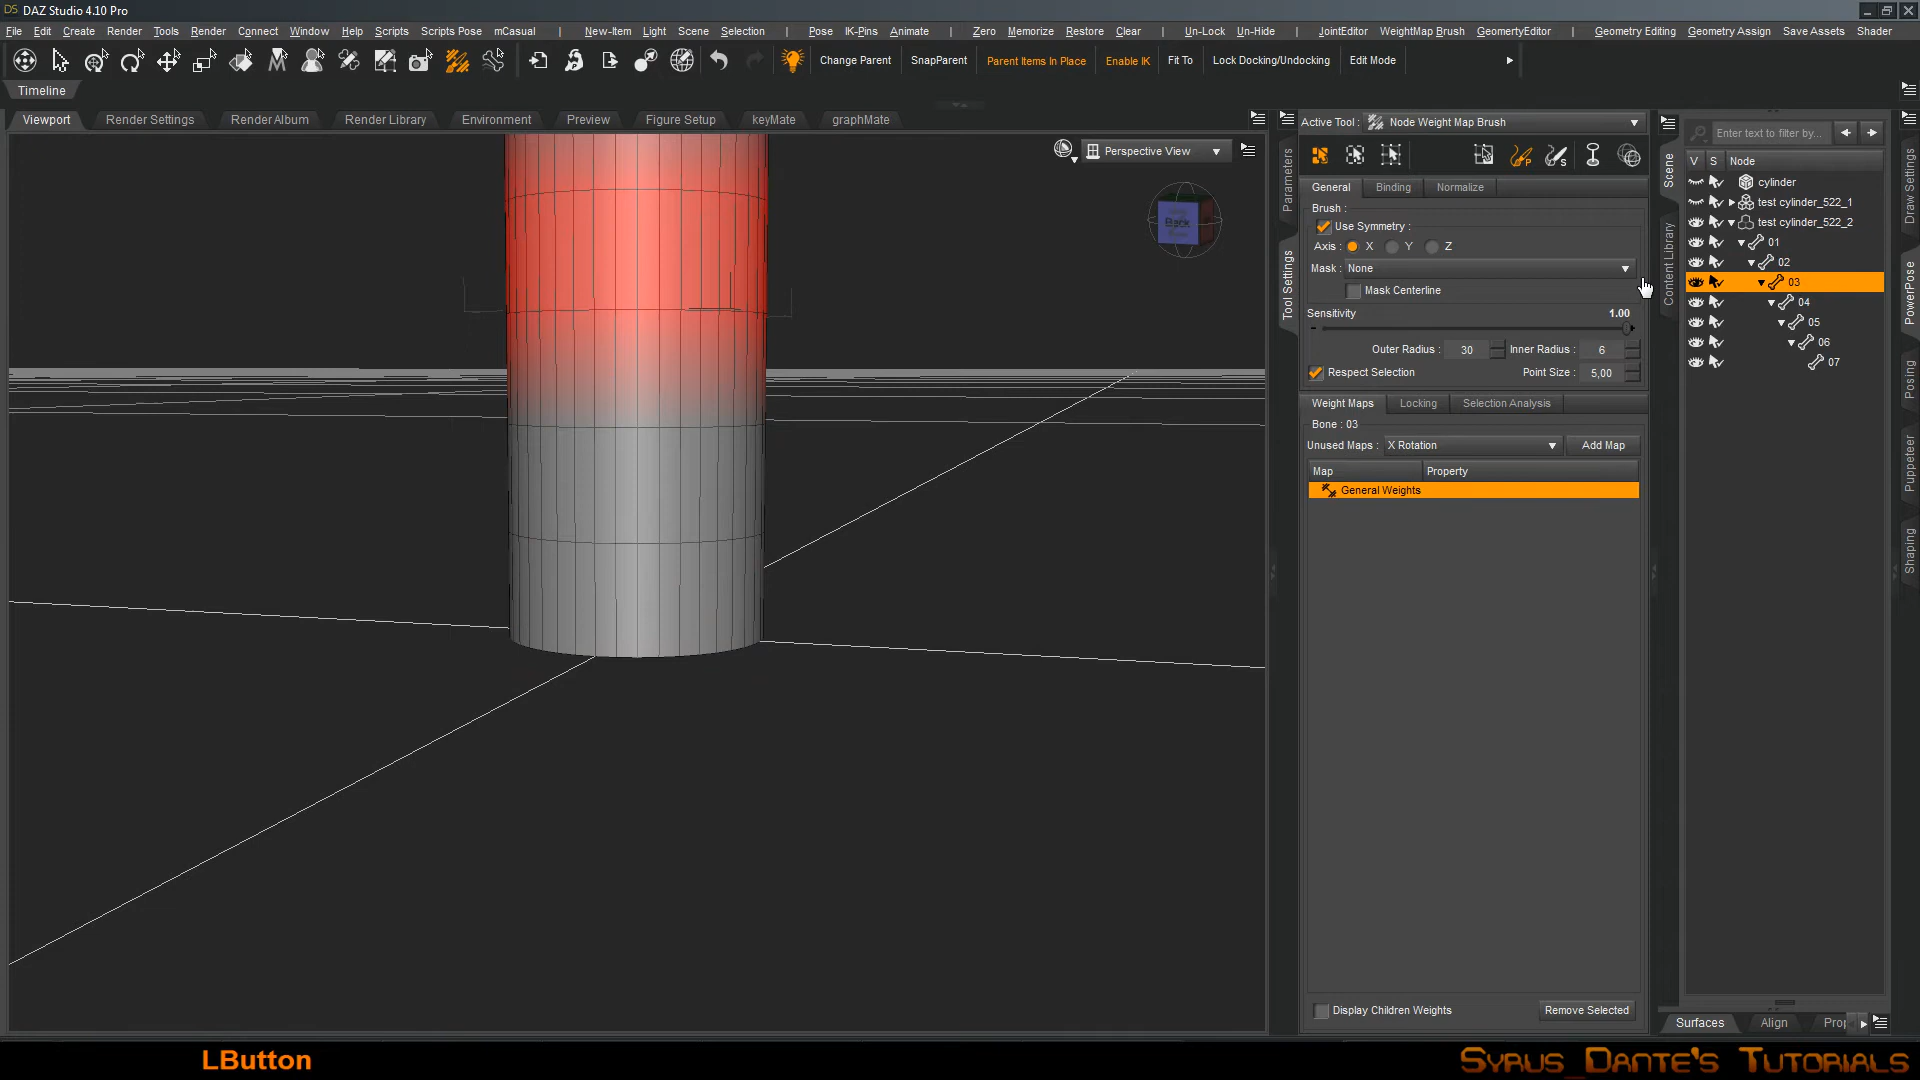 DS DAZ Studio 4.10 Pro
File Edit Create Render Tools Render Connect Window Help Scripts Scripts Pose mCasual | New-Item Light Scene Selection | Pose IK-Pins Animate | Zero Memorize Restore Clear | Un-Lock Un-Hide | JointEditor WeightMap Brush GeomertyEditor | Geometry Editing Geometry Assign Save Assets Shader
Change Parent SnapParent Parent Items In Place Enable IK Fit To Lock Docking/Undocking Edit Mode
Timeline
Viewport Render Settings Render Album Render Library Environment Preview Figure Setup keyMate graphMate
Perspective View
Back
Parameters
Tool Settings
Active Tool : Node Weight Map Brush
General Binding Normalize
Brush :
Use Symmetry :
Axis : X Y Z
Mask : None
Mask Centerline
Sensitivity 1.00
Outer Radius : 30 Inner Radius : 6
Respect Selection Point Size : 5,00
Weight Maps Locking Selection Analysis
Bone : 03
Unused Maps : X Rotation Add Map
Map Property
General Weights
Display Children Weights Remove Selected
Scene
Content Library
Enter text to filter by...
V S Node
cylinder
test cylinder_522_1
test cylinder_522_2
01
02
03
04
05
06
07
Surfaces Align Prop
Draw Settings
PowerPose
Posing
Puppeteer
Shaping
LButton
Syrus_Dante's Tutorials